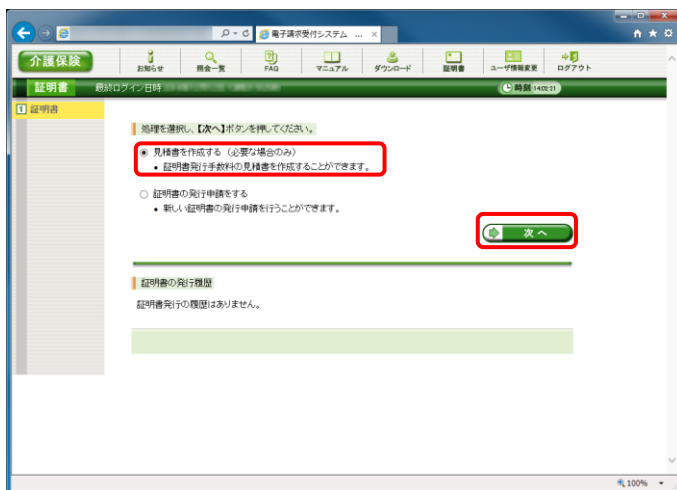 電子請求受付システム ...
介護保険
お知らせ
照会一覧
FAQ
マニュアル
ダウンロード
証明書
ユーザ情報変更
ログアウト
証明書
最終ログイン日時
時刻 14:02:21
1 証明書
処理を選択し、【次へ】ボタンを押してください。
見積書を作成する（必要な場合のみ）
• 証明書発行手数料の見積書を作成することができます。
証明書の発行申請をする
• 新しい証明書の発行申請を行うことができます。
次 へ
証明書の発行履歴
証明書発行の履歴はありません。
100%